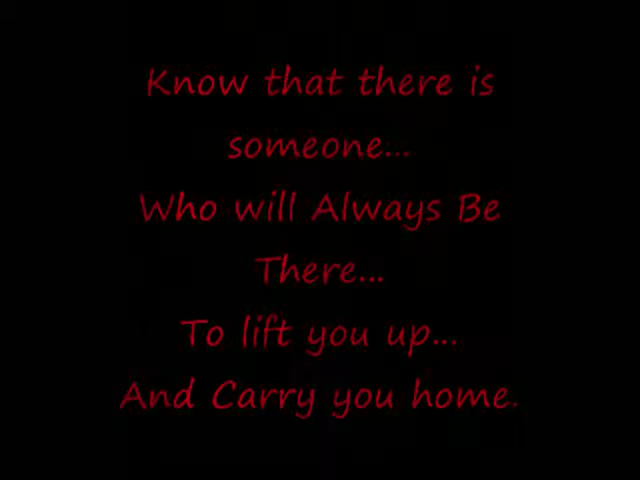 Know that there is
someone...
Who will Always Be
There...
To lift you up...
And Carry you home.